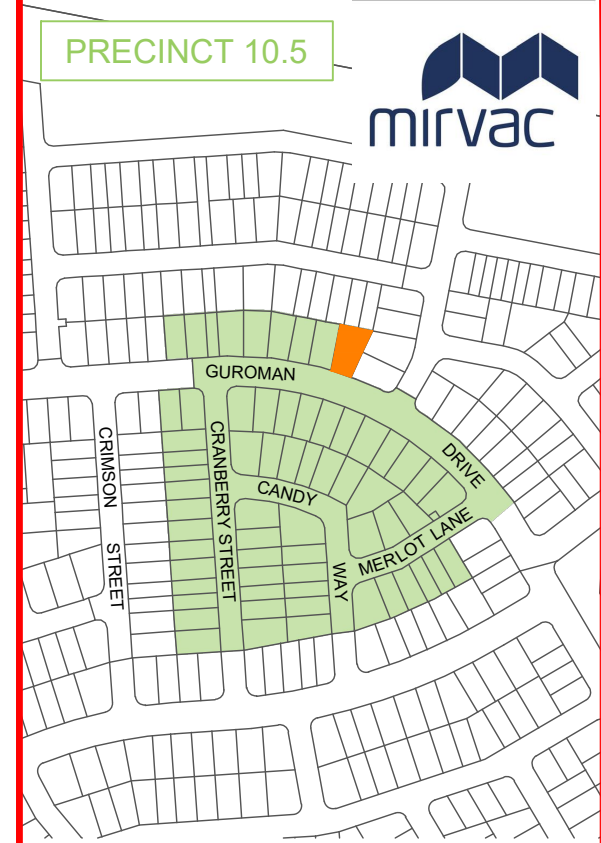 PRECINCT 10.5
mirvac
GUROMAN
DRIVE
CRIMSON
STREET
CRANBERRY STREET
CANDY
WAY
MERLOT LANE